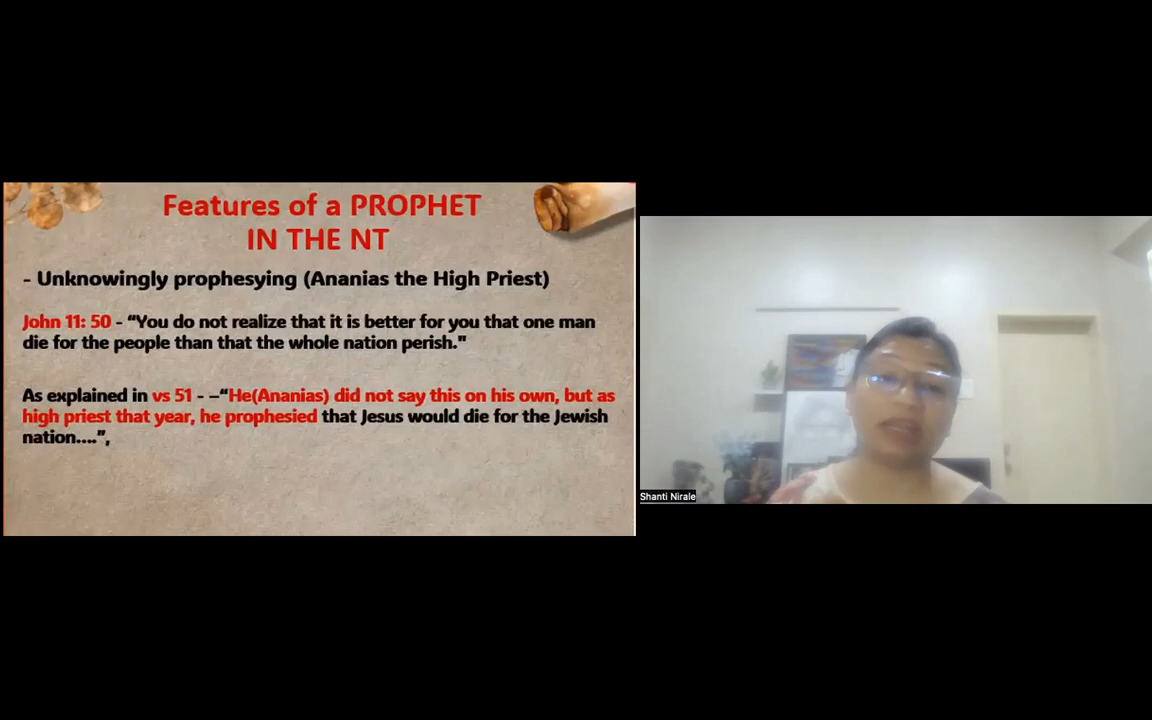 Features of a PROPHET
IN THE NT
- Unknowingly prophesying (Ananias the High Priest)
John 11: 50 - “You do not realize that it is better for you that one man
die for the people than that the whole nation perish."
As explained in vs 51 - –“He(Ananias) did not say this on his own, but as
high priest that year, he prophesied that Jesus would die for the Jewish
nation....”,
Shanti Nirale